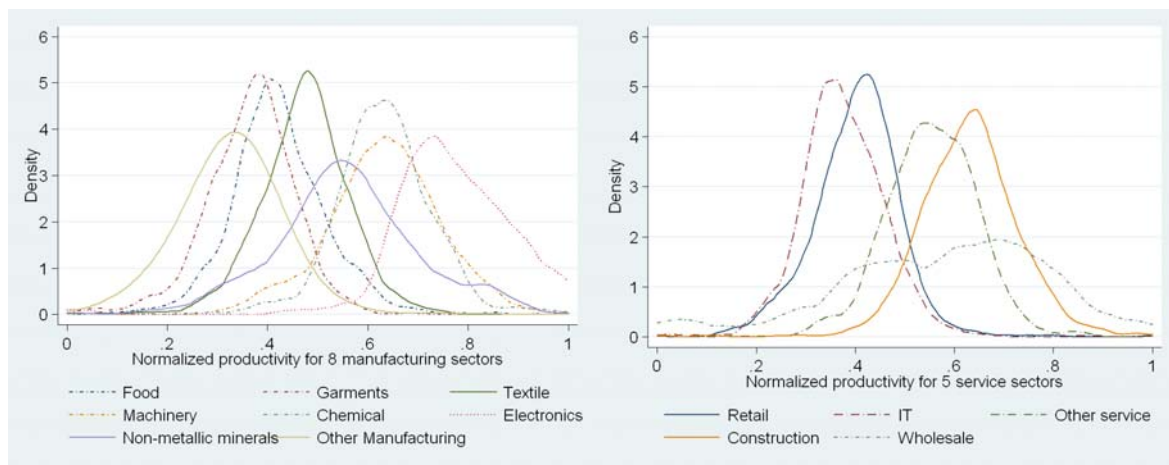 6
5
4
3
2
1
0
Density
0 .2 .4 .6 .8 1
Normalized productivity for 8 manufacturing sectors
Food Garments Textile
Machinery Chemical Electronics
Non-metallic minerals Other Manufacturing
6
5
4
3
2
1
0
Density
0 .2 .4 .6 .8 1
Normalized productivity for 5 service sectors
Retail IT Other service
Construction Wholesale